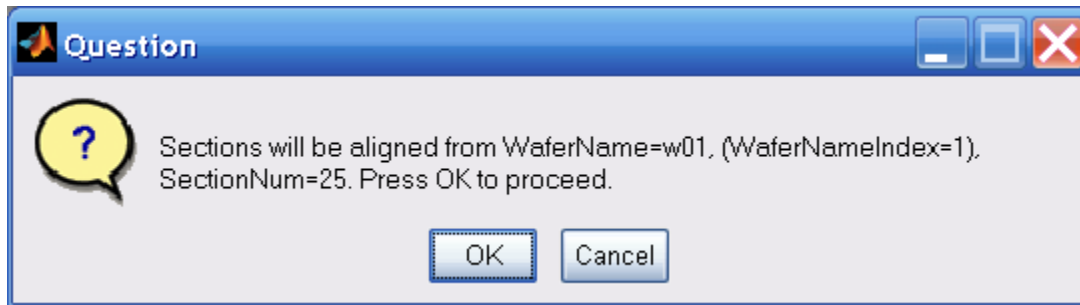 Question
?
Sections will be aligned from WaferName=w01, (WaferNameIndex=1),
SectionNum=25. Press OK to proceed.
OK
Cancel